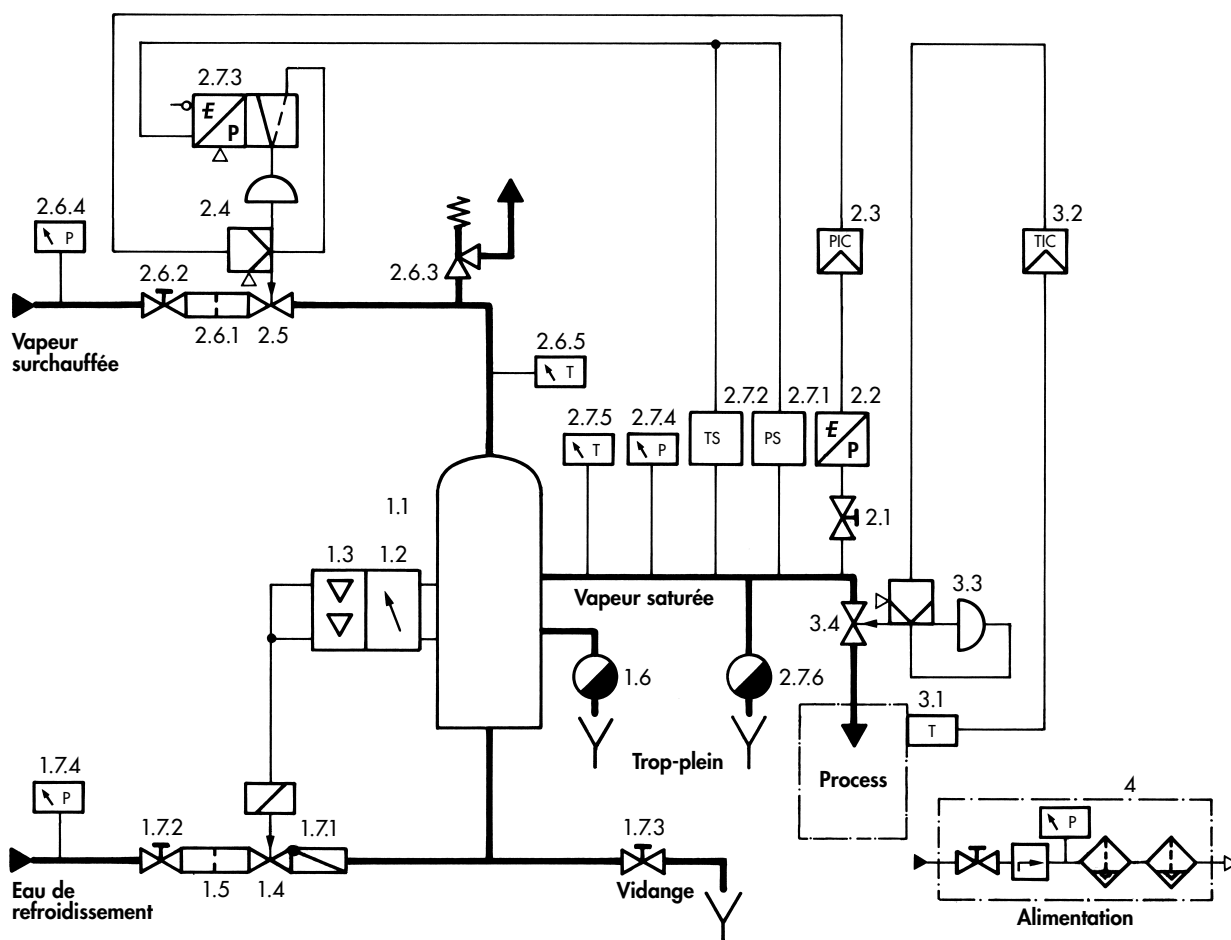 2.7.3
E
P
2.4
2.6.4
P
2.6.2
2.6.3
2.3
PIC
3.2
TIC
2.6.1
2.5
Vapeur
surchauffée
2.6.5
T
2.7.2
2.7.1
2.2
2.7.5
2.7.4
T
P
TS
PS
E
P
2.1
1.1
1.3
1.2
Vapeur saturée
3.3
3.4
1.6
2.7.6
3.1
T
Trop-plein
Process
1.7.4
P
1.7.2
1.7.1
1.7.3
4
P
1.5
1.4
Eau de
refroidissement
Vidange
Alimentation